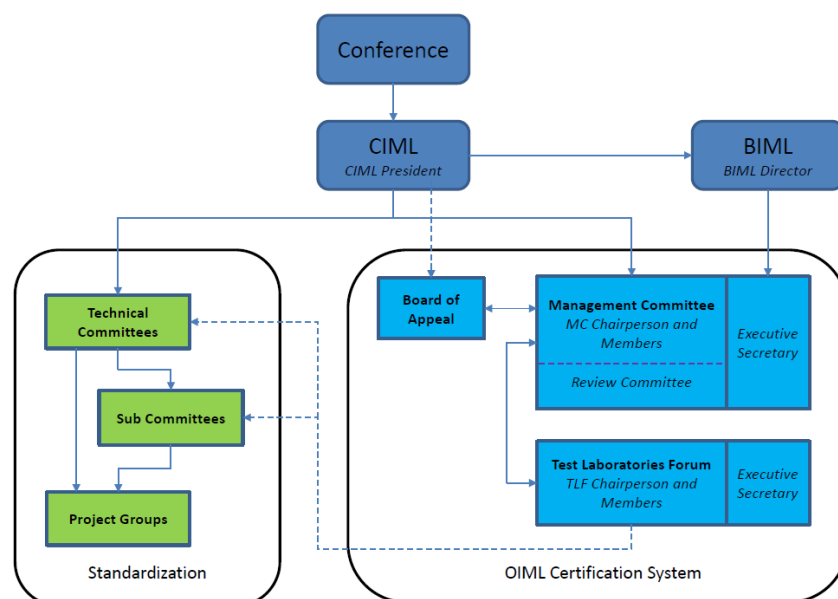 Conference
CIML
CIML President
BIML
BIML Director
Technical
Committees
Sub Committees
Project Groups
Standardization
Board of
Appeal
Management Committee
MC Chairperson and
Members
Review Committee
Executive
Secretary
Test Laboratories Forum
TLF Chairperson and
Members
Executive
Secretary
OIML Certification System